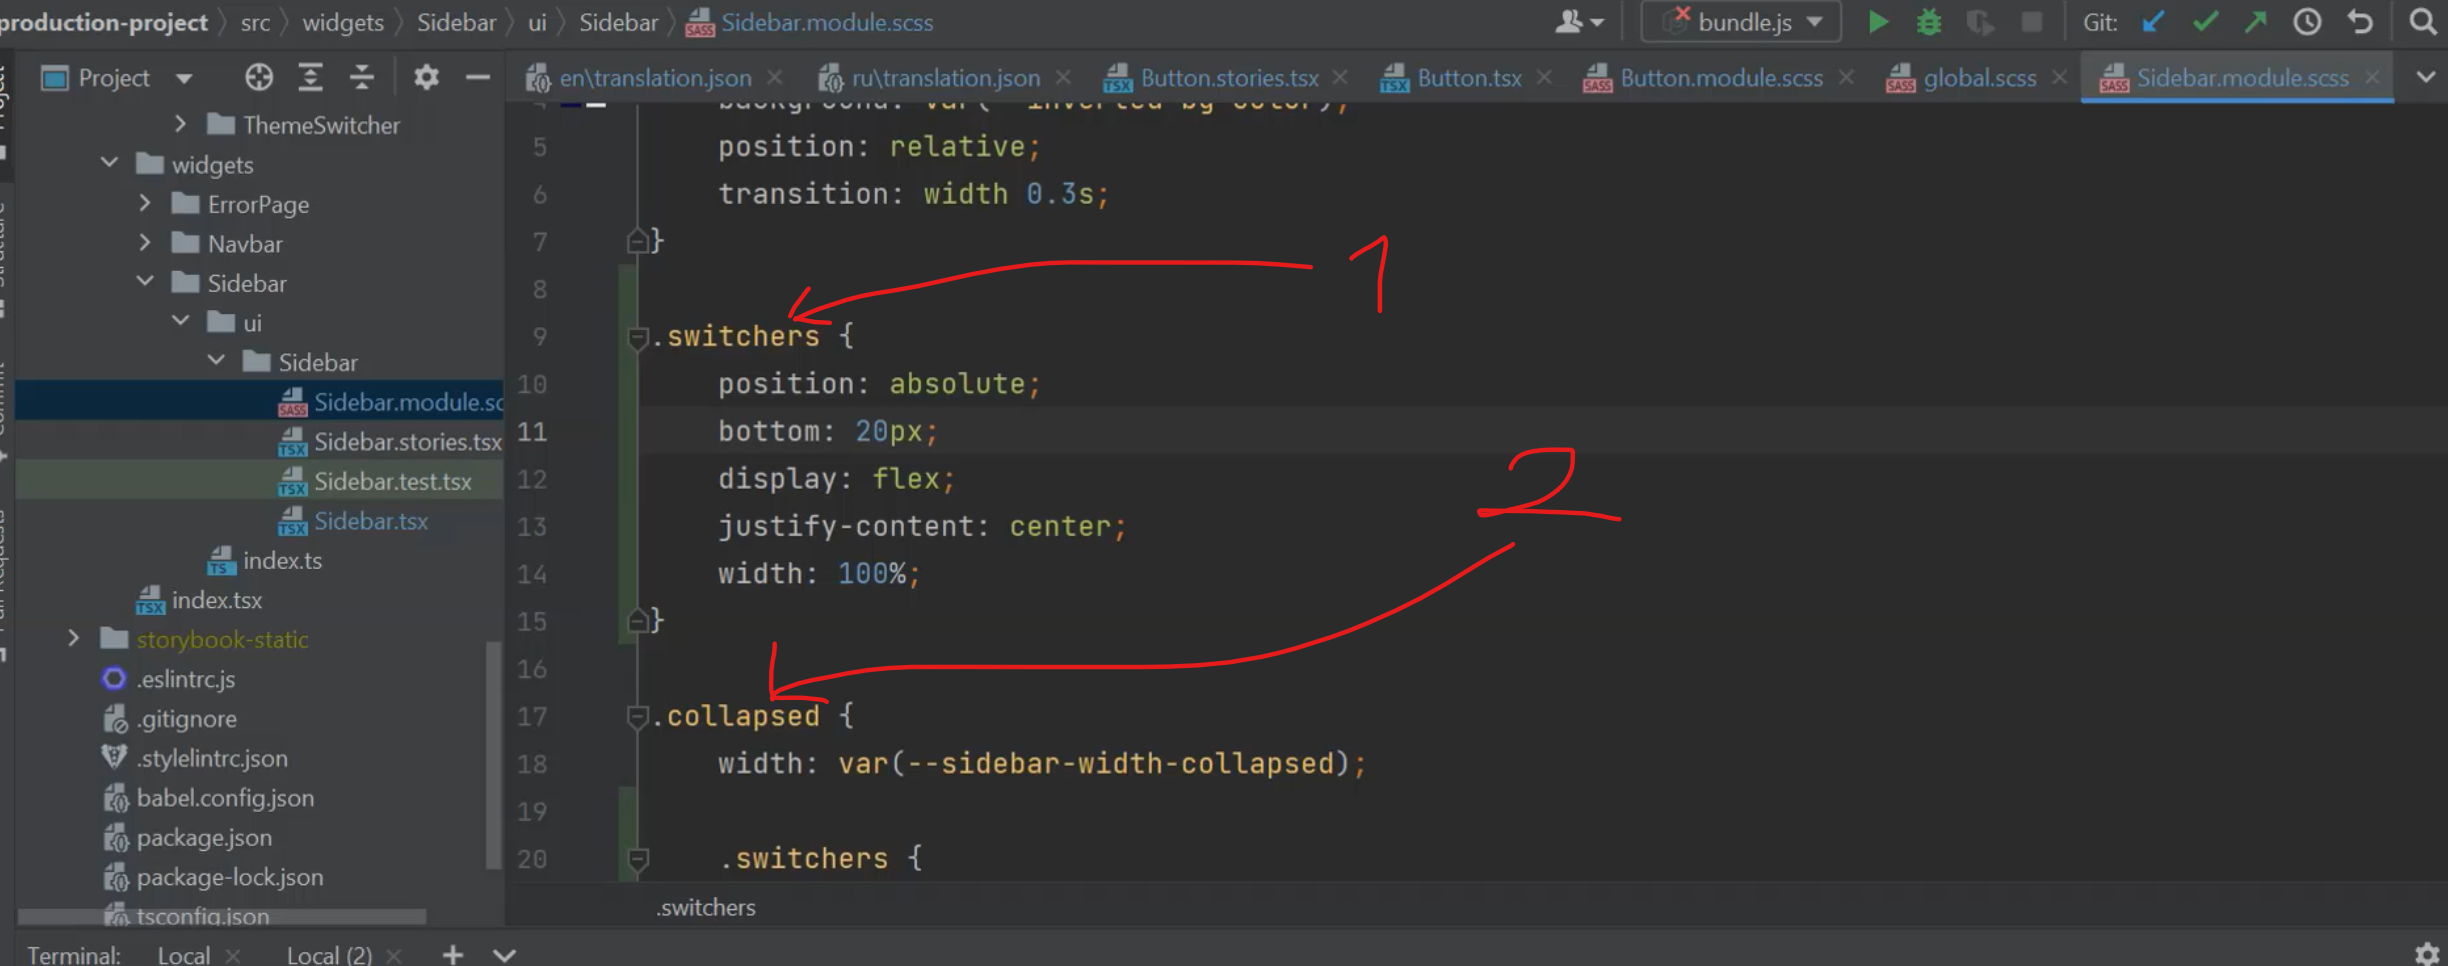 production-project
src
widgets
Sidebar
ui
Sidebar
Sidebar.module.scss
bundle.js
Git:
Project
en\translation.json
ru\translation.json
Button.stories.tsx
Button.tsx
Button.module.scss
global.scss
Sidebar.module.scss
ThemeSwitcher
widgets
ErrorPage
Navbar
Sidebar
ui
Sidebar
Sidebar.module.sc
Sidebar.stories.tsx
Sidebar.test.tsx
Sidebar.tsx
index.ts
index.tsx
storybook-static
.eslintrc.js
.gitignore
.stylelintrc.json
babel.config.json
package.json
package-lock.json
tsconfig.json
background: var(--inverted-bg-color);
5 position: relative;
6 transition: width 0.3s;
7 }
8
9 .switchers {
10 position: absolute;
11 bottom: 20px;
12 display: flex;
13 justify-content: center;
14 width: 100%;
15 }
16
17 .collapsed {
18 width: var(--sidebar-width-collapsed);
19
20 .switchers {
1
2
.switchers
Terminal:
Local
Local (2)